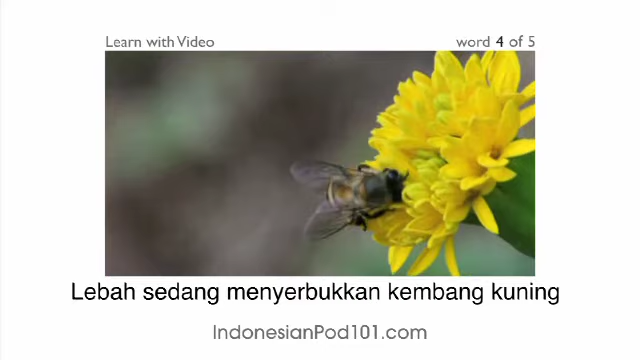 Learn with Video
word 4 of 5
Lebah sedang menyerbukkan kembang kuning
IndonesianPod101.com